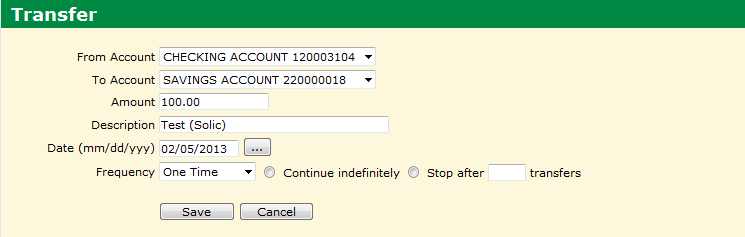 Transfer
From Account CHECKING ACCOUNT 120003104
To Account SAVINGS ACCOUNT 220000018
Amount 100.00
Description Test (Solic)
Date (mm/dd/yyy) 02/05/2013 ...
Frequency One Time Continue indefinitely Stop after transfers
Save Cancel